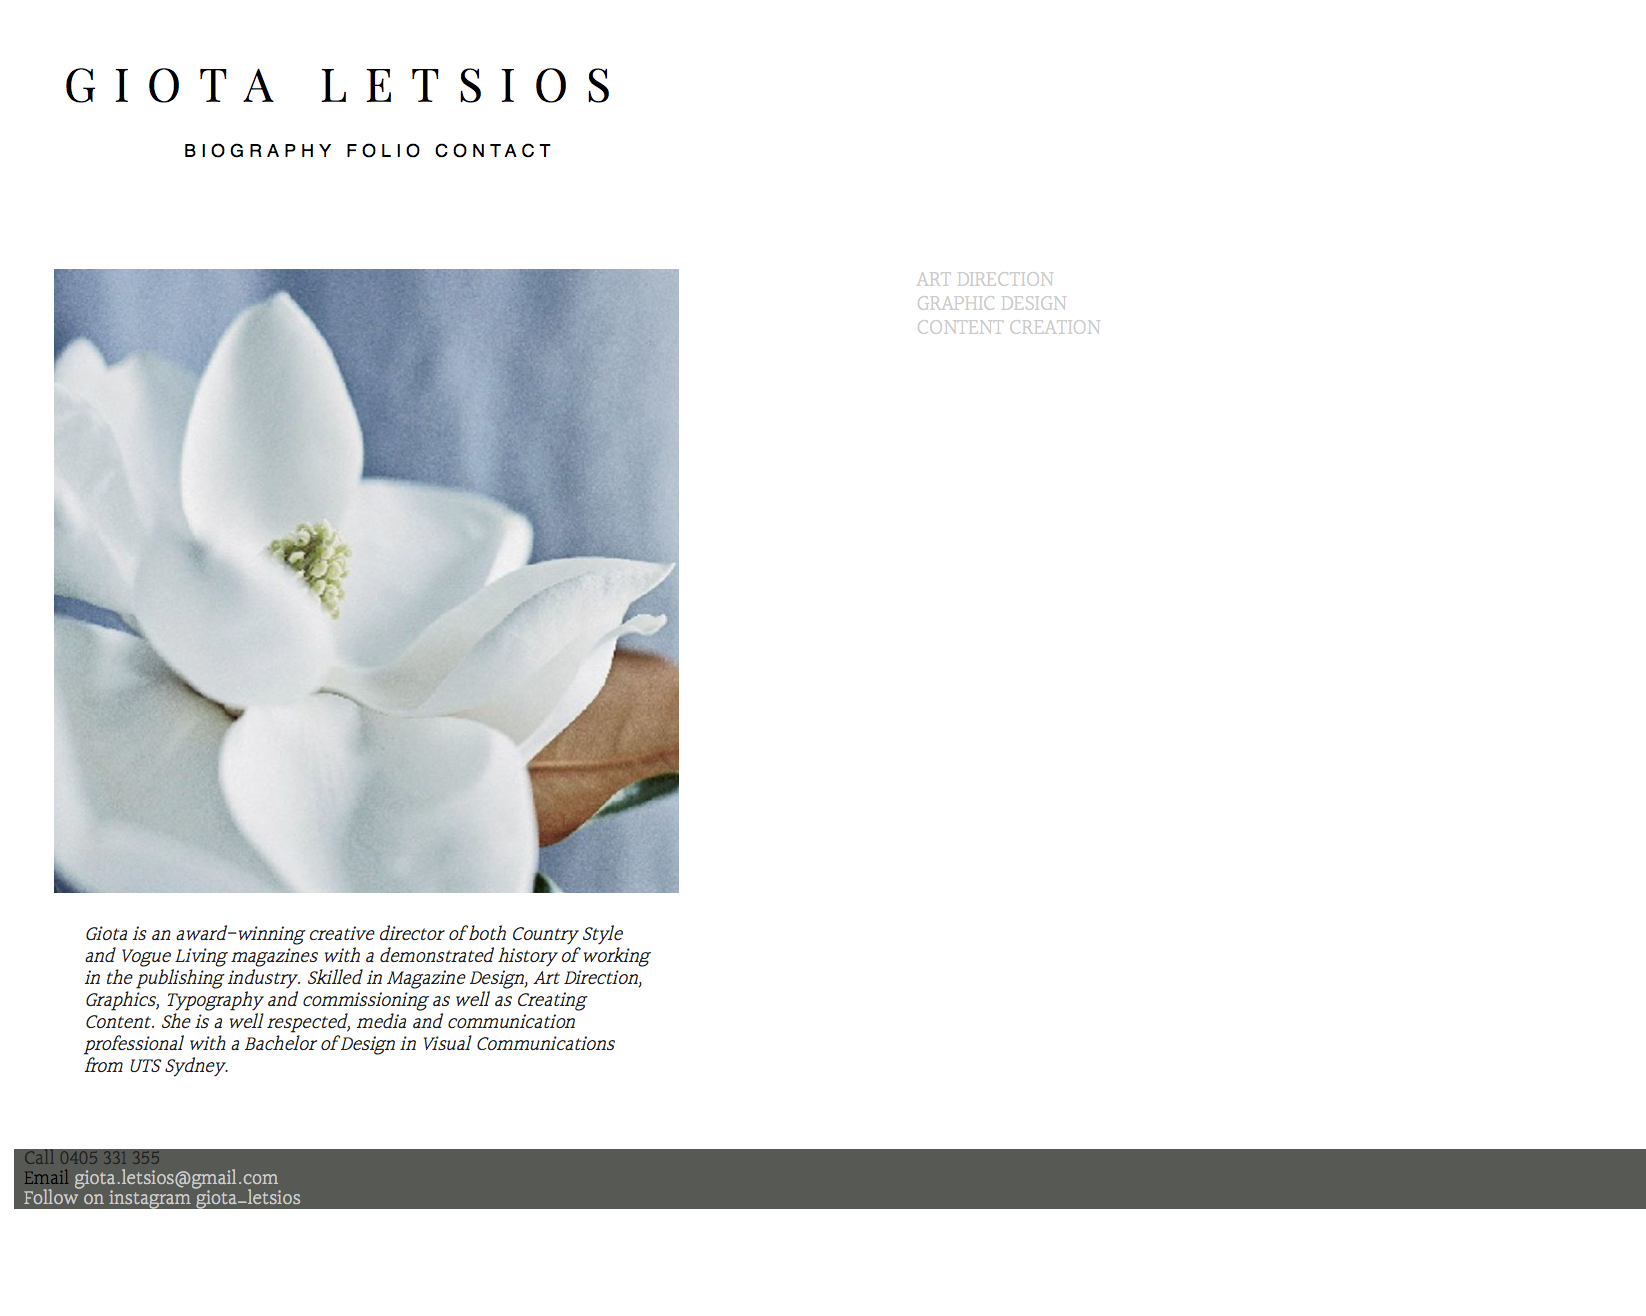 GIOTA LETSIOS
BIOGRAPHY FOLIO CONTACT
ART DIRECTION
GRAPHIC DESIGN
CONTENT CREATION
Giota is an award-winning creative director of both Country Style
and Vogue Living magazines with a demonstrated history of working
in the publishing industry. Skilled in Magazine Design, Art Direction,
Graphics, Typography and commissioning as well as Creating
Content. She is a well respected, media and communication
professional with a Bachelor of Design in Visual Communications
from UTS Sydney.
Call 0405 331 355
Email giota.letsios@gmail.com
Follow on instagram giota_letsios